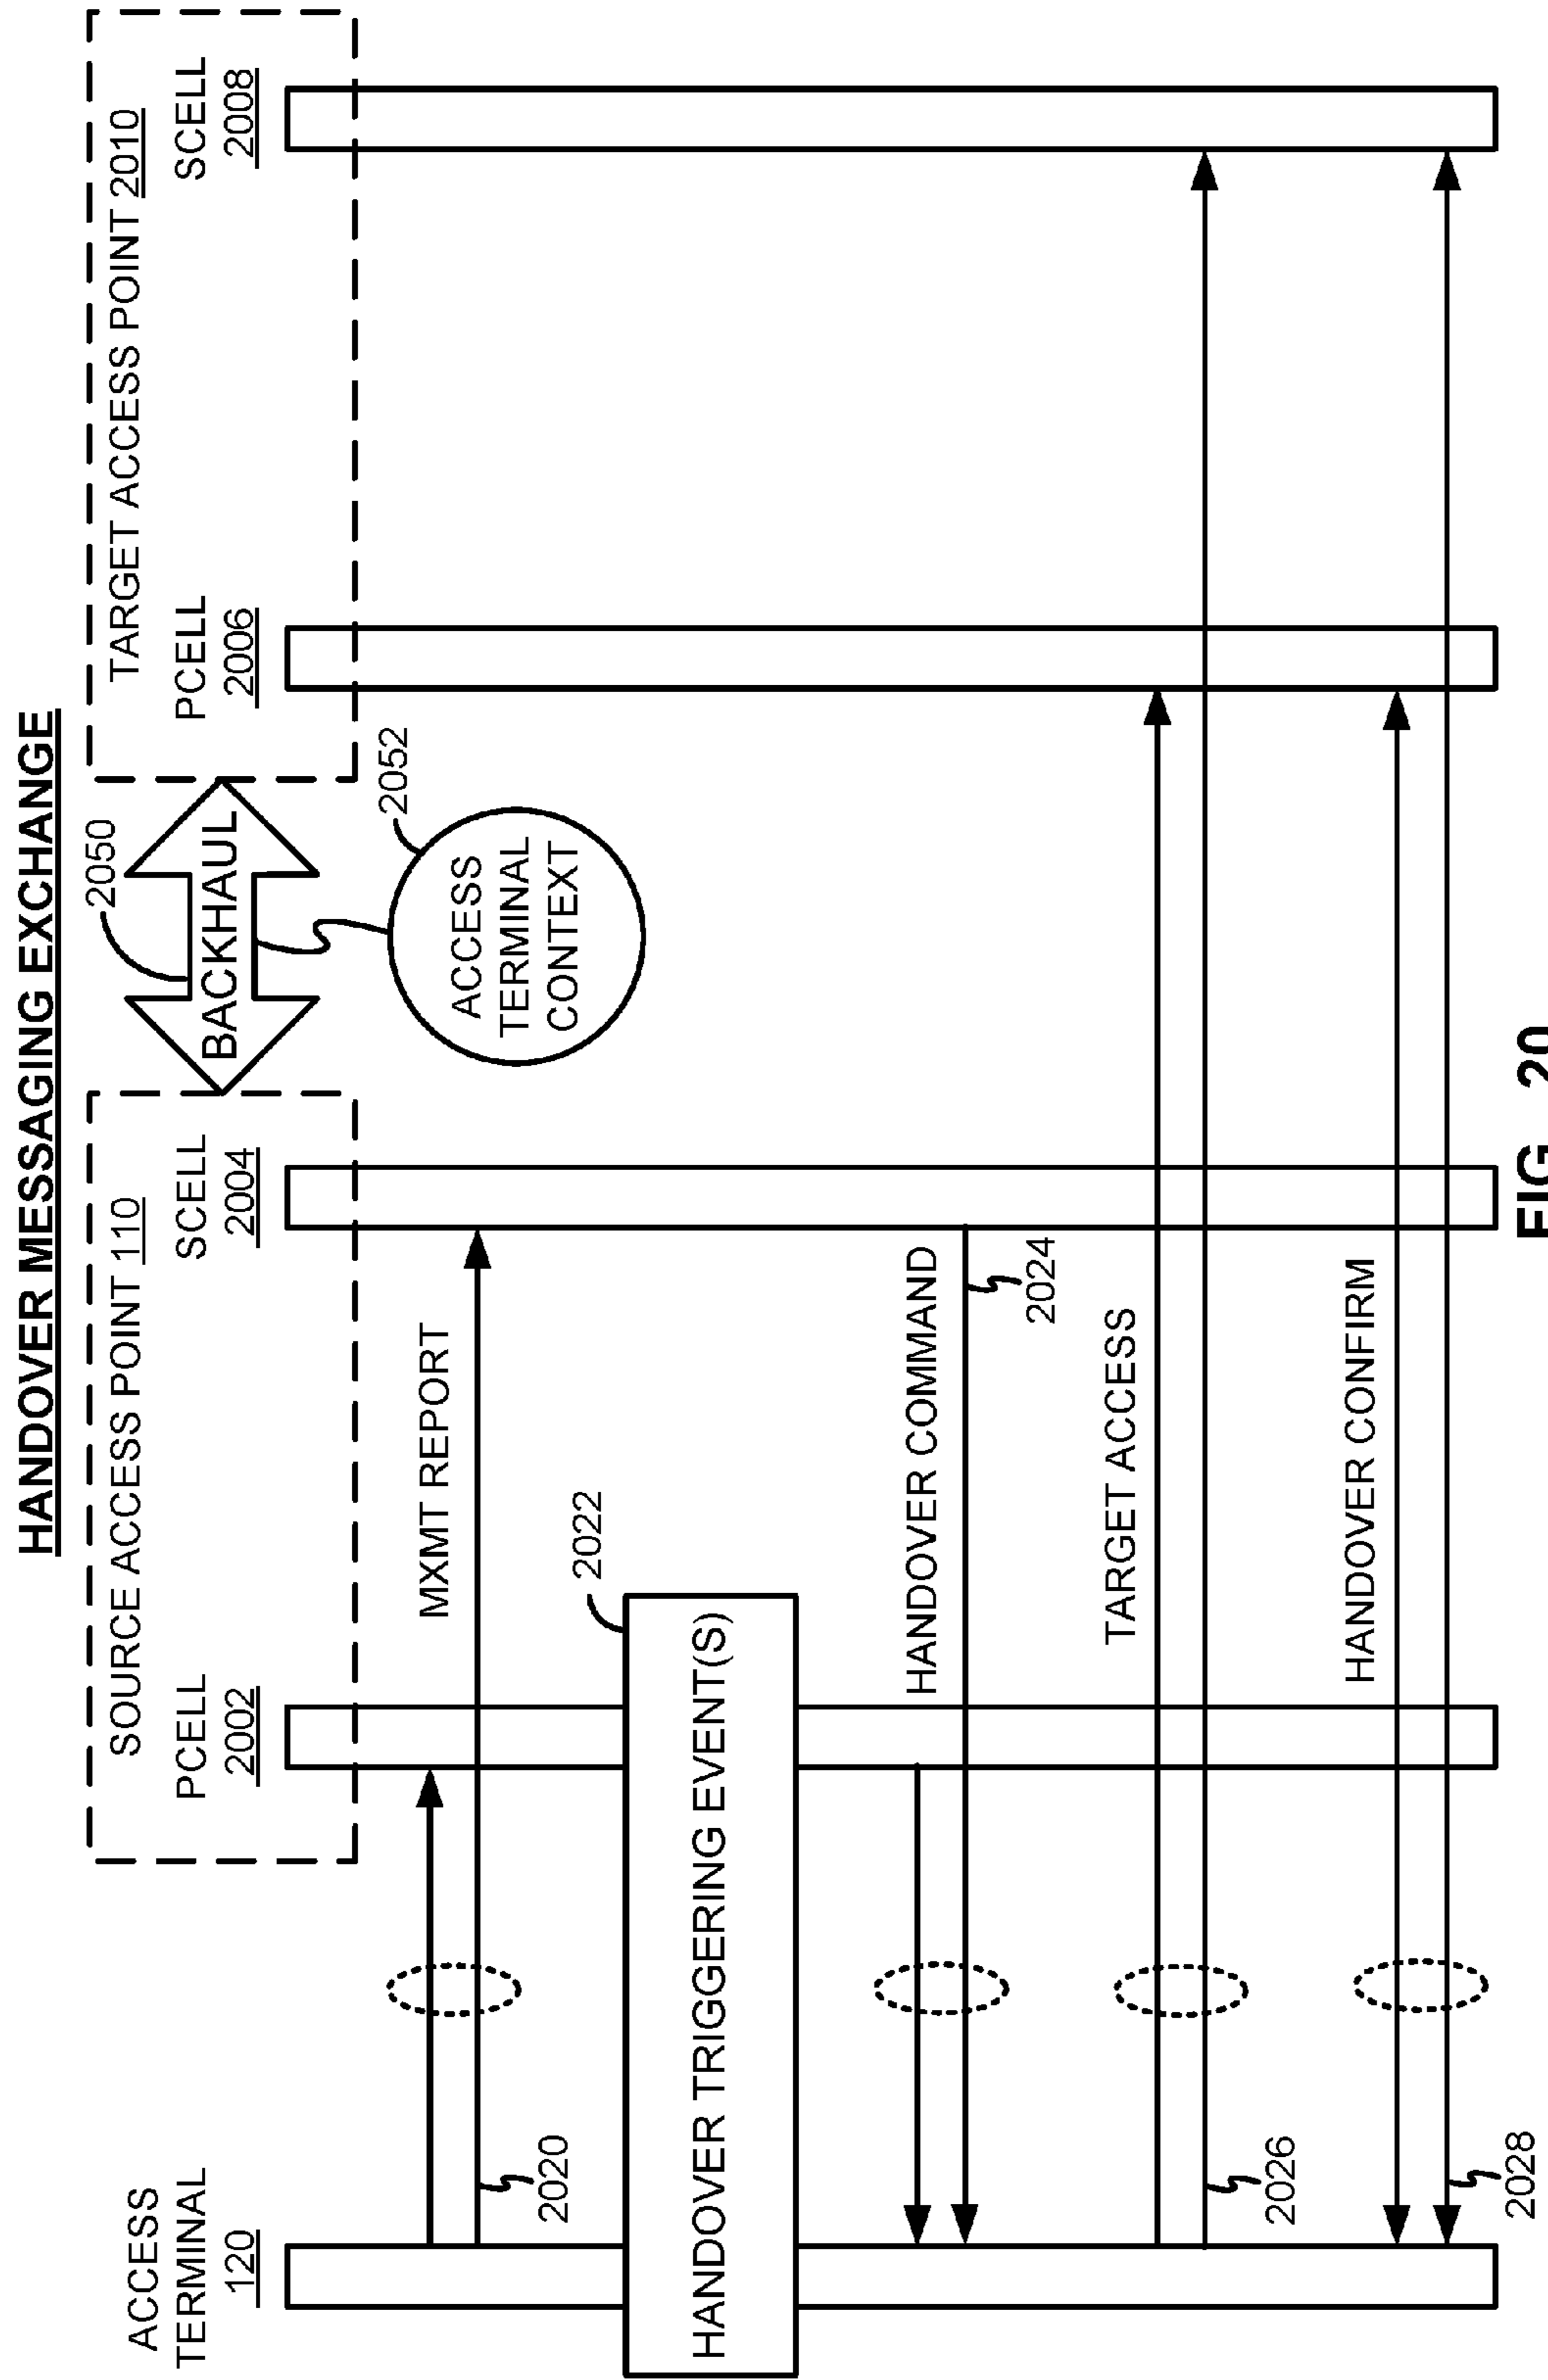 HANDOVER MESSAGING EXCHANGE
ACCESS
TERMINAL
120
SOURCE ACCESS POINT 110
PCELL
2002
SCELL
2004
2050
BACKHAUL
TARGET ACCESS POINT 2010
PCELL
2006
SCELL
2008
2052
ACCESS
TERMINAL
CONTEXT
MXMT REPORT
2020
2022
HANDOVER TRIGGERING EVENT(S)
HANDOVER COMMAND
2024
TARGET ACCESS
2026
HANDOVER CONFIRM
2028
FIG. 20